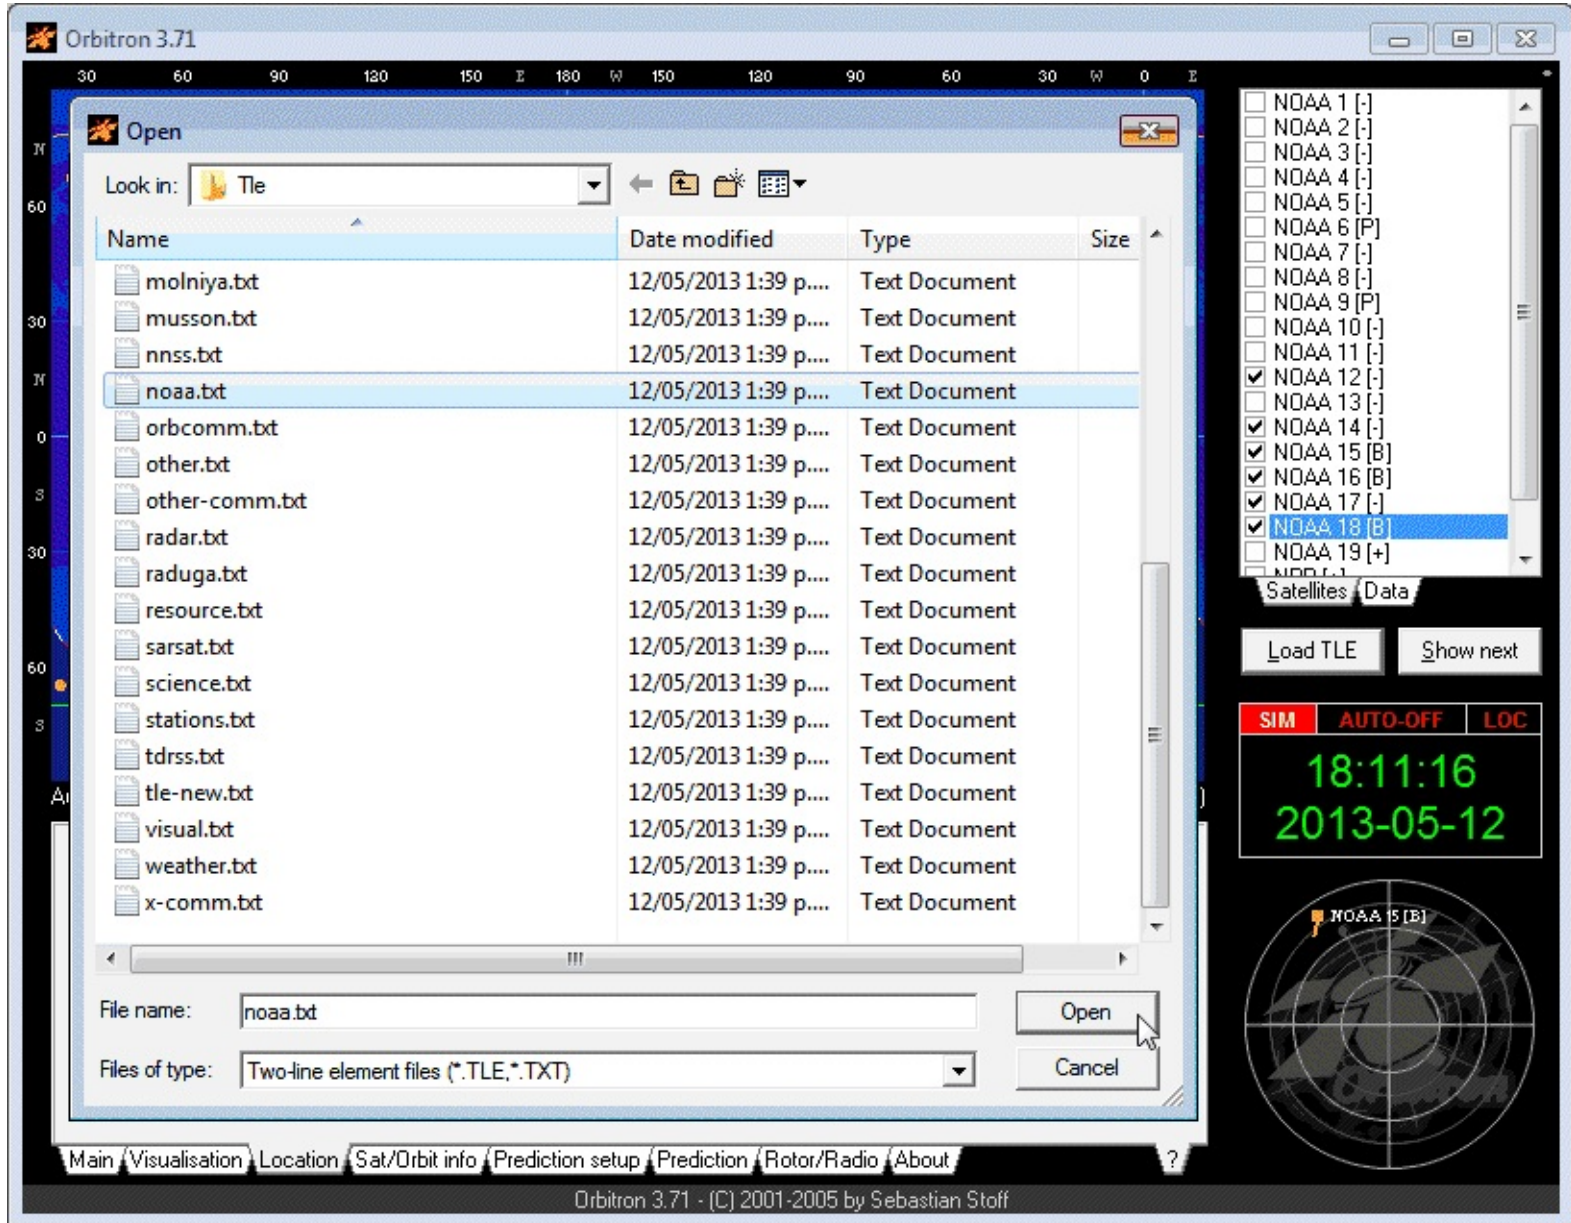 Orbitron 3.71
30 60 90 120 150 E 180 W 150 120 90 60 30 W 0 E
N
60
30
N
0
S
30
60
S
Open
Look in: Tle
Name Date modified Type Size
molniya.txt 12/05/2013 1:39 p.... Text Document
musson.txt 12/05/2013 1:39 p.... Text Document
nnss.txt 12/05/2013 1:39 p.... Text Document
noaa.txt 12/05/2013 1:39 p.... Text Document
orbcomm.txt 12/05/2013 1:39 p.... Text Document
other.txt 12/05/2013 1:39 p.... Text Document
other-comm.txt 12/05/2013 1:39 p.... Text Document
radar.txt 12/05/2013 1:39 p.... Text Document
raduga.txt 12/05/2013 1:39 p.... Text Document
resource.txt 12/05/2013 1:39 p.... Text Document
sarsat.txt 12/05/2013 1:39 p.... Text Document
science.txt 12/05/2013 1:39 p.... Text Document
stations.txt 12/05/2013 1:39 p.... Text Document
tdrss.txt 12/05/2013 1:39 p.... Text Document
tle-new.txt 12/05/2013 1:39 p.... Text Document
visual.txt 12/05/2013 1:39 p.... Text Document
weather.txt 12/05/2013 1:39 p.... Text Document
x-comm.txt 12/05/2013 1:39 p.... Text Document
File name: noaa.txt Open
Files of type: Two-line element files (*.TLE,*.TXT) Cancel
NOAA 1 [-]
NOAA 2 [-]
NOAA 3 [-]
NOAA 4 [-]
NOAA 5 [-]
NOAA 6 [P]
NOAA 7 [-]
NOAA 8 [-]
NOAA 9 [P]
NOAA 10 [-]
NOAA 11 [-]
NOAA 12 [-]
NOAA 13 [-]
NOAA 14 [-]
NOAA 15 [B]
NOAA 16 [B]
NOAA 17 [-]
NOAA 18 [B]
NOAA 19 [+]
Satellites Data
Load TLE Show next
SIM AUTO-OFF LOC
18:11:16
2013-05-12
NOAA 15 [B]
Orbitron
Main Visualisation Location Sat/Orbit info Prediction setup Prediction Rotor/Radio About ?
Orbitron 3.71 - (C) 2001-2005 by Sebastian Stoff